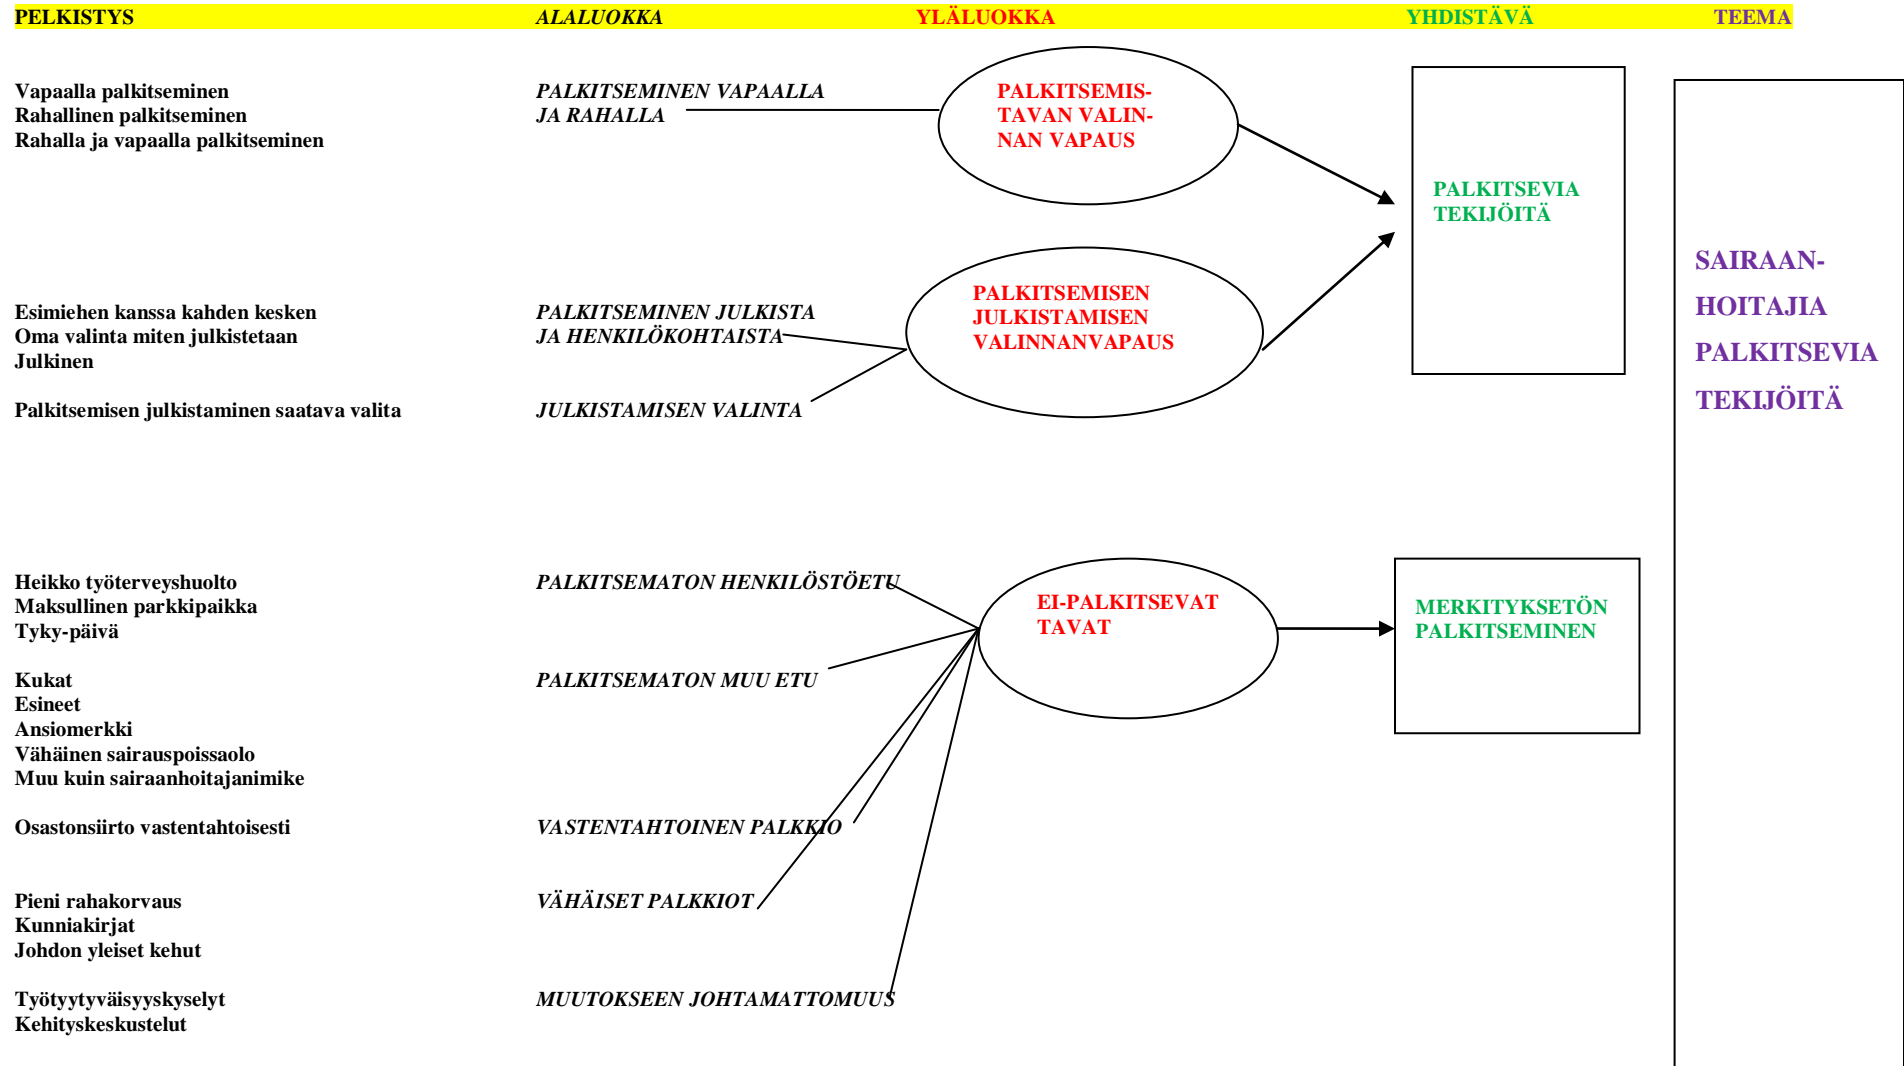 PELKISTYS ALALUOKKA YLÄLUOKKA YHDISTÄVÄ TEEMA
Vapaalla palkitseminen
Rahallinen palkitseminen
Rahalla ja vapaalla palkitseminen
PALKITSEMINEN VAPAALLA
JA RAHALLA
PALKITSEMIS-
TAVAN VALIN-
NAN VAPAUS
PALKITSEVIA
TEKIJÖITÄ
SAIRAAN-
HOITAJIA
PALKITSEVIA
TEKIJÖITÄ
Esimiehen kanssa kahden kesken
Oma valinta miten julkistetaan
Julkinen
PALKITSEMINEN JULKISTA
JA HENKILÖKOHTAISTA
PALKITSEMISEN
JULKISTAMISEN
VALINNANVAPAUS
Palkitsemisen julkistaminen saatava valita
JULKISTAMISEN VALINTA
Heikko työterveyshuolto
Maksullinen parkkipaikka
Tyky-päivä
PALKITSEMATON HENKILÖSTÖETU
EI-PALKITSEVAT
TAVAT
MERKITYKSETÖN
PALKITSEMINEN
Kukat
Esineet
Ansiomerkki
Vähäinen sairauspoissaolo
Muu kuin sairaanhoitajanimike
PALKITSEMATON MUU ETU
Osastonsiirto vastentahtoisesti
VASTENTAHTOINEN PALKKIO
Pieni rahakorvaus
Kunniakirjat
Johdon yleiset kehut
VÄHÄISET PALKKIOT
Työtyytyväisyyskyselyt
Kehityskeskustelut
MUUTOKSEEN JOHTAMATTOMUUS